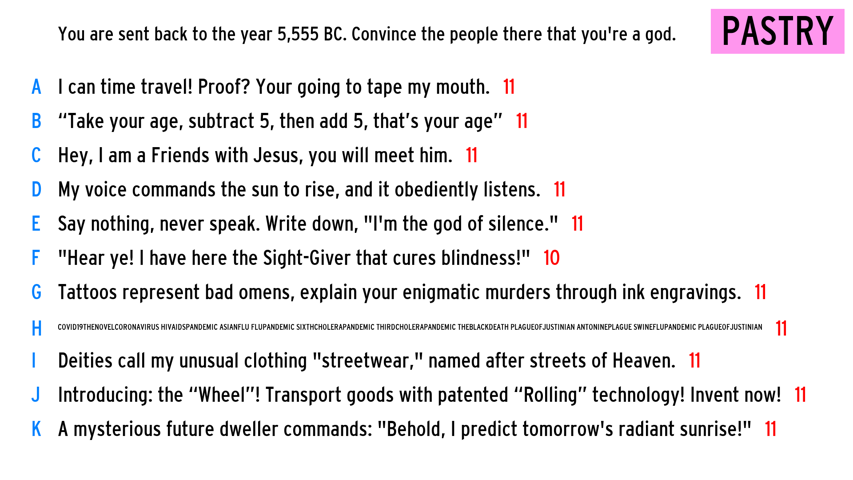 You are sent back to the year 5,555 BC. Convince the people there that you're a god. PASTRY
A I can time travel! Proof? Your going to tape my mouth. 11
B “Take your age, subtract 5, then add 5, that’s your age” 11
C Hey, I am a Friends with Jesus, you will meet him. 11
D My voice commands the sun to rise, and it obediently listens. 11
E Say nothing, never speak. Write down, "I'm the god of silence." 11
F "Hear ye! I have here the Sight-Giver that cures blindness!" 10
G Tattoos represent bad omens, explain your enigmatic murders through ink engravings. 11
H COVID19THENOVELCORONAVIRUS HIVAIDSPANDEMIC ASIANFLU FLUPANDEMIC SIXTHCHOLERAPANDEMIC THIRDCHOLERAPANDEMIC THEBLACKDEATH PLAGUEOFJUSTINIAN ANTONINEPLAGUE SWINEFLUPANDEMIC PLAGUEOFJUSTINIAN 11
I Deities call my unusual clothing "streetwear," named after streets of Heaven. 11
J Introducing: the “Wheel”! Transport goods with patented “Rolling” technology! Invent now! 11
K A mysterious future dweller commands: "Behold, I predict tomorrow's radiant sunrise!" 11